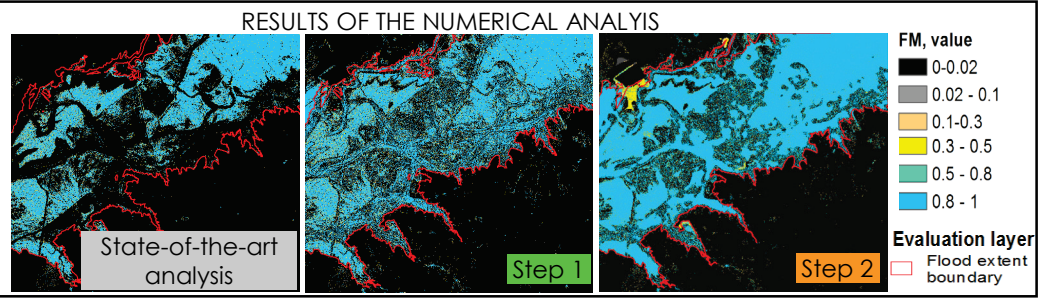 RESULTS OF THE NUMERICAL ANALYIS
State-of-the-art
analysis
Step 1
Step 2
FM, value
0-0.02
0.02 - 0.1
0.1-0.3
0.3 - 0.5
0.5 - 0.8
0.8 - 1
Evaluation layer
Flood extent
boundary